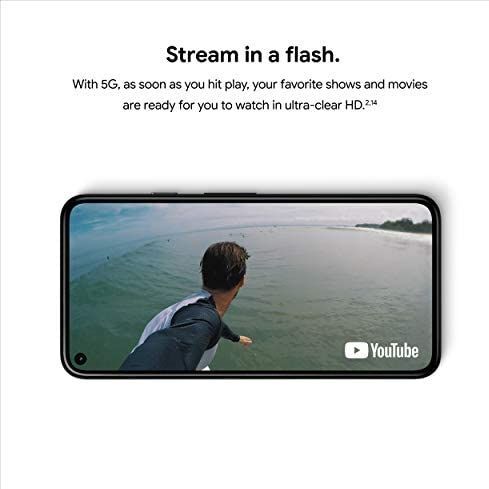 Stream in a flash.
With 5G, as soon as you hit play, your favorite shows and movies
are ready for you to watch in ultra-clear HD.2,14
YouTube